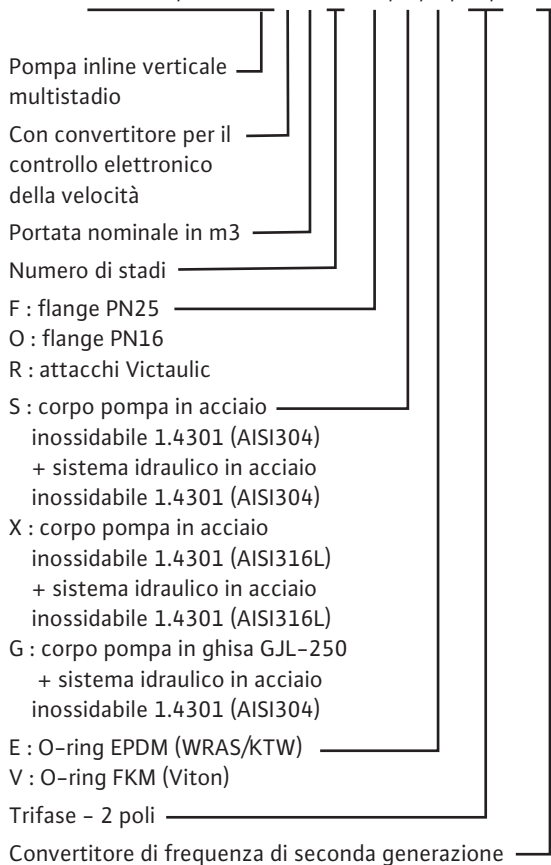 Pompa inline verticale
multistadio
Con convertitore per il
controllo elettronico
della velocità
Portata nominale in m3
Numero di stadi
F : flange PN25
O : flange PN16
R : attacchi Victaulic
S : corpo pompa in acciaio
inossidabile 1.4301 (AISI304)
+ sistema idraulico in acciaio
inossidabile 1.4301 (AISI304)
X : corpo pompa in acciaio
inossidabile 1.4301 (AISI316L)
+ sistema idraulico in acciaio
inossidabile 1.4301 (AISI316L)
G : corpo pompa in ghisa GJL-250
+ sistema idraulico in acciaio
inossidabile 1.4301 (AISI304)
E : O-ring EPDM (WRAS/KTW)
V : O-ring FKM (Viton)
Trifase - 2 poli
Convertitore di frequenza di seconda generazione